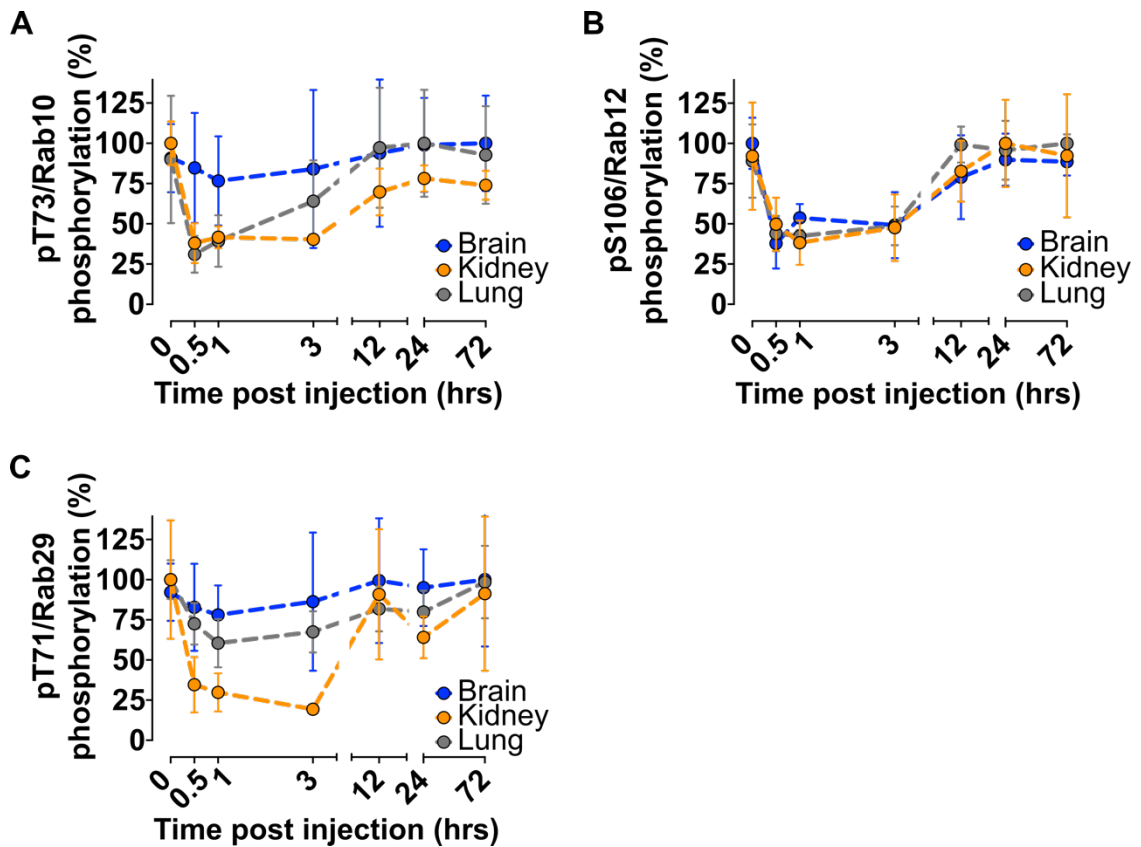 A
pT73/Rab10
phosphorylation (%)
125
100
75
50
25
0
Brain
Kidney
Lung
0 0.5 1 3 12 24 72
Time post injection (hrs)
B
pS106/Rab12
phosphorylation (%)
125
100
75
50
25
0
Brain
Kidney
Lung
0 0.5 1 3 12 24 72
Time post injection (hrs)
C
pT71/Rab29
phosphorylation (%)
125
100
75
50
25
0
Brain
Kidney
Lung
0 0.5 1 3 12 24 72
Time post injection (hrs)